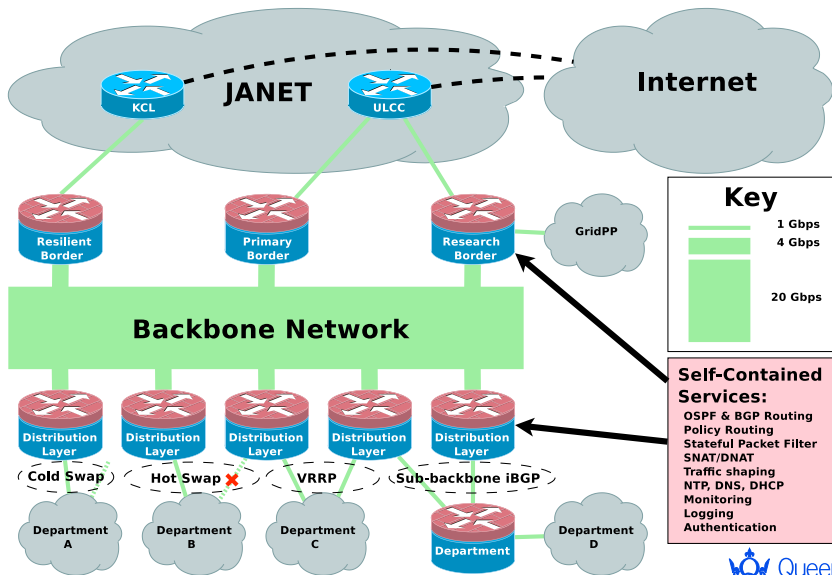 JANET
Internet
KCL
ULCC
Resilient
Border
Primary
Border
Research
Border
GridPP
Key
1 Gbps
4 Gbps
20 Gbps
Backbone Network
Distribution
Layer
Distribution
Layer
Distribution
Layer
Distribution
Layer
Distribution
Layer
Cold Swap
Hot Swap
VRRP
Sub-backbone iBGP
Department
A
Department
B
Department
C
Department
Department
D
Self-Contained
Services:
OSPF & BGP Routing
Policy Routing
Stateful Packet Filter
SNAT/DNAT
Traffic shaping
NTP, DNS, DHCP
Monitoring
Logging
Authentication
Queen